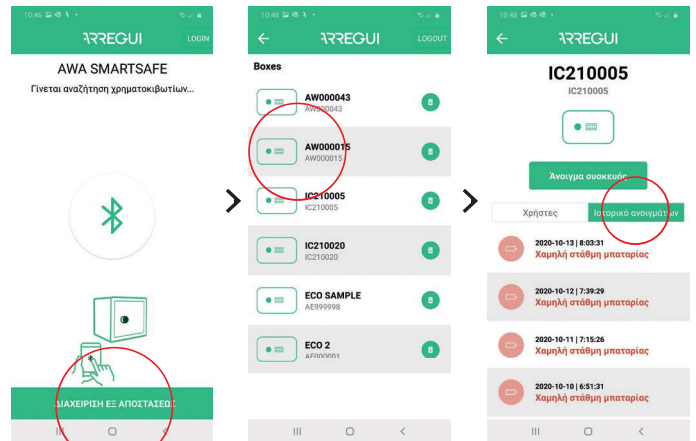 10:46
ARREGUI
LOGIN
AWA SMARTSAFE
Γίνεται αναζήτηση χρηματοκιβωτίων...
ΔΙΑΧΕΙΡΙΣΗ ΕΞ ΑΠΟΣΤΑΣΕΩΣ
10:48
ARREGUI
LOGOUT
Boxes
AW000043
AW000043
AW000015
AW000015
IC210005
IC210005
IC210020
IC210020
ECO SAMPLE
AE999998
ECO 2
AE000001
10:48
ARREGUI
LOGOUT
IC210005
IC210005
Άνοιγμα συσκευής
Χρήστες
Ιστορικό ανοιγμάτων
2020-10-13 | 8:03:31
Χαμηλή στάθμη μπαταρίας
2020-10-12 | 7:39:29
Χαμηλή στάθμη μπαταρίας
2020-10-11 | 7:15:26
Χαμηλή στάθμη μπαταρίας
2020-10-10 | 6:51:31
Χαμηλή στάθμη μπαταρίας